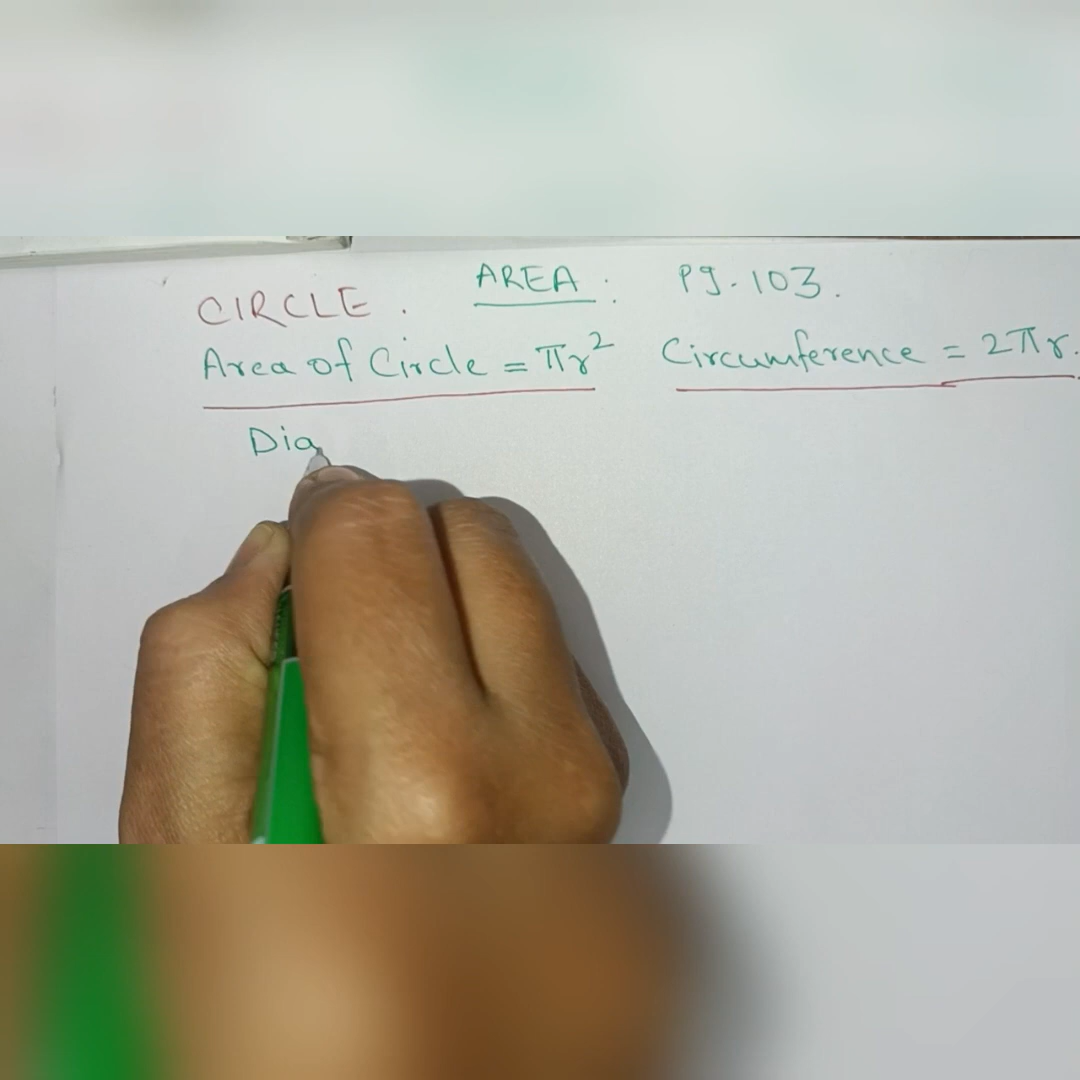 AREA : Pg. 103.
CIRCLE .
Area of Circle = πr² Circumference = 2πr.
Dia